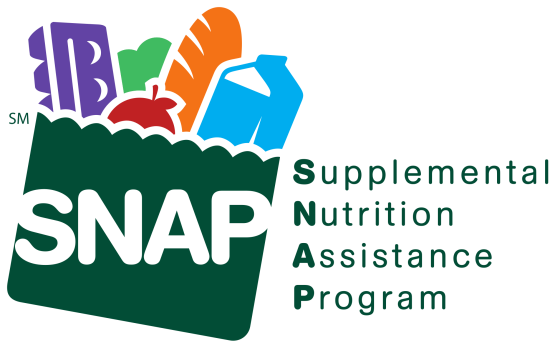 SM
SNAP
Supplemental
Nutrition
Assistance
Program